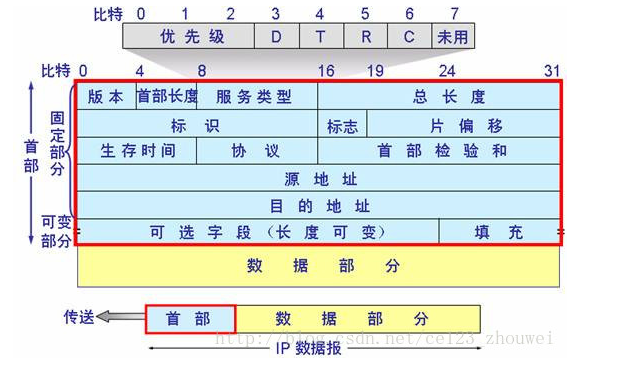 比特 0 1 2 3 4 5 6 7
优先级 D T R C 未用
比特 0 4 8 16 19 24 31
版本 首部长度 服务类型 总长度
标识 标志 片偏移
生存时间 协议 首部检验和
源地址
目的地址
可选字段（长度可变） 填充
数据部分
首部
固定部分
可变部分
传送 首部 数据部分
http://blog.csdn.net/ce123_zhouwei
IP 数据报